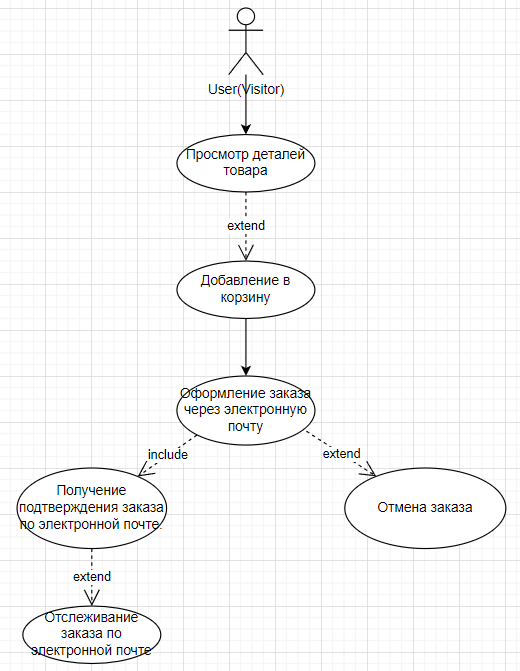 User(Visitor)
Просмотр деталей
товара
extend
Добавление в
корзину
Оформление заказа
через электронную
почту
include
extend
Получение
подтверждения заказа
по электронной почте.
Отмена заказа
extend
Отслеживание
заказа по
электронной почте